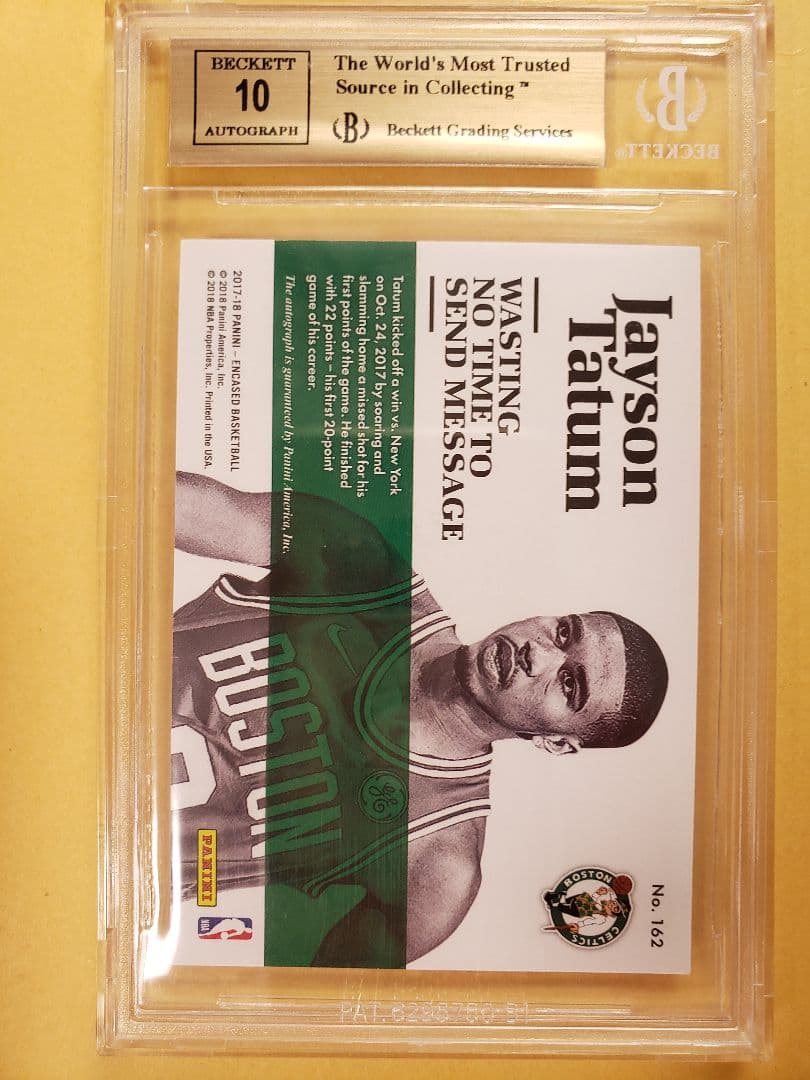 BECKETT
10
AUTOGRAPH
The World's Most Trusted
Source in Collecting™
(B) Beckett Grading Services
B
BECKETT®
Jayson
Tatum
WASTING
NO TIME TO
SEND MESSAGE
Tatum kicked off a win vs. New York
on Oct. 24, 2017 by soaring and
slamming home a missed shot for his
first points of the game. He finished
with 22 points – his first 20-point
game of his career.
The autograph is guaranteed by Panini America, Inc.
2017-18 PANINI – ENCASED BASKETBALL
© 2018 Panini America, Inc.
© 2018 NBA Properties, Inc. Printed in the USA.
No. 162
BOSTON
CELTICS
BOSTON
0
GE
PANINI
NBA